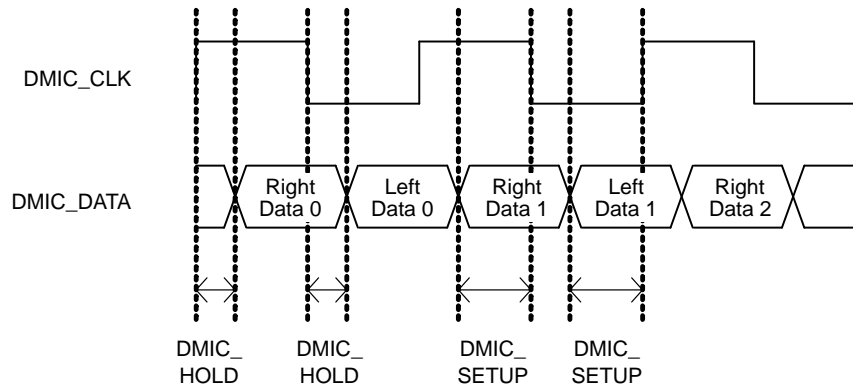 DMIC_CLK
DMIC_DATA
Right
Data 0
Left
Data 0
Right
Data 1
Left
Data 1
Right
Data 2
DMIC_
HOLD
DMIC_
HOLD
DMIC_
SETUP
DMIC_
SETUP